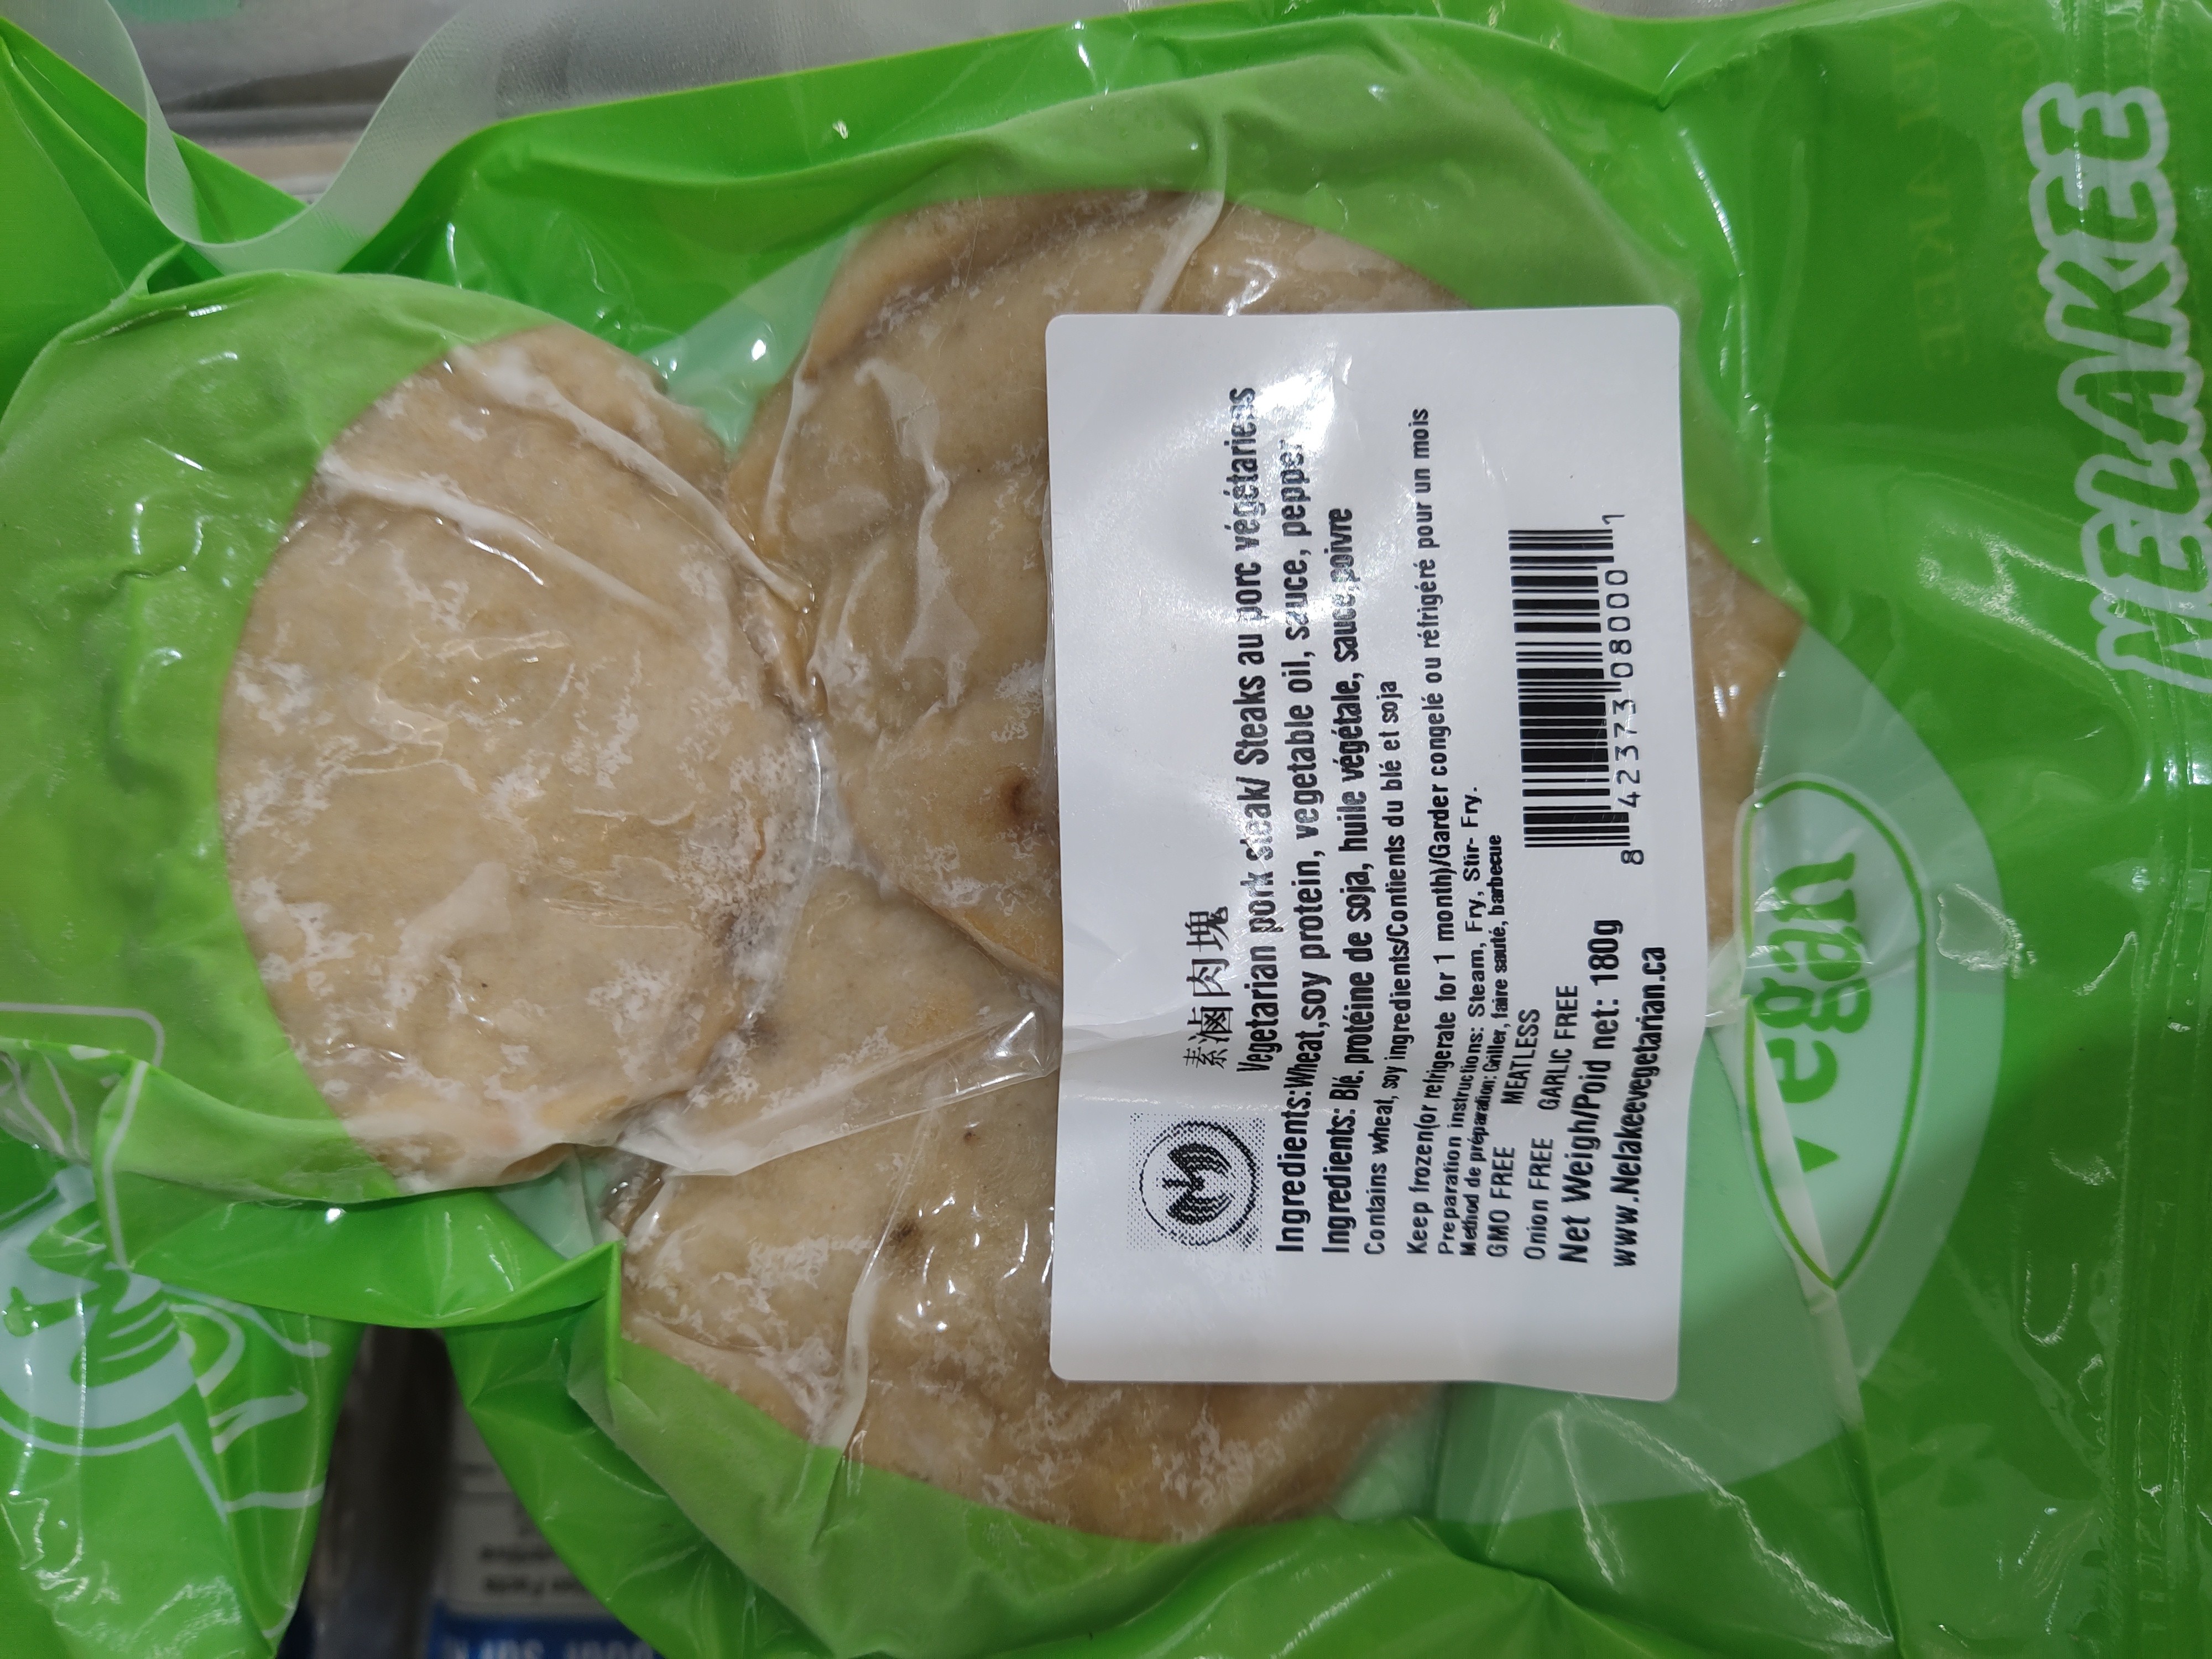 素滷肉塊
Vegetarian pork steak/ Steaks au porc végétariens
Ingredients:Wheat,soy protein, vegetable oil, sauce, pepper
Ingredients: Blé. protéine de soja, huile végétale, sauce,poivre
Contains wheat, soy ingredients/Contients du blé et soja
Keep frozen(or refrigerate for 1 month)/Garder congelé ou réfrigéré pour un mois
Preparation instructions: Steam, Fry, Stir- Fry.
Méthod de préparation: Griller, faire sauté, barbecue
GMO FREE MEATLESS
Onion FREE GARLIC FREE
Net Weigh/Poid net: 180g
www.Nelakeevegetarian.ca
8 42373 08000 1
vegan
NELAKEE